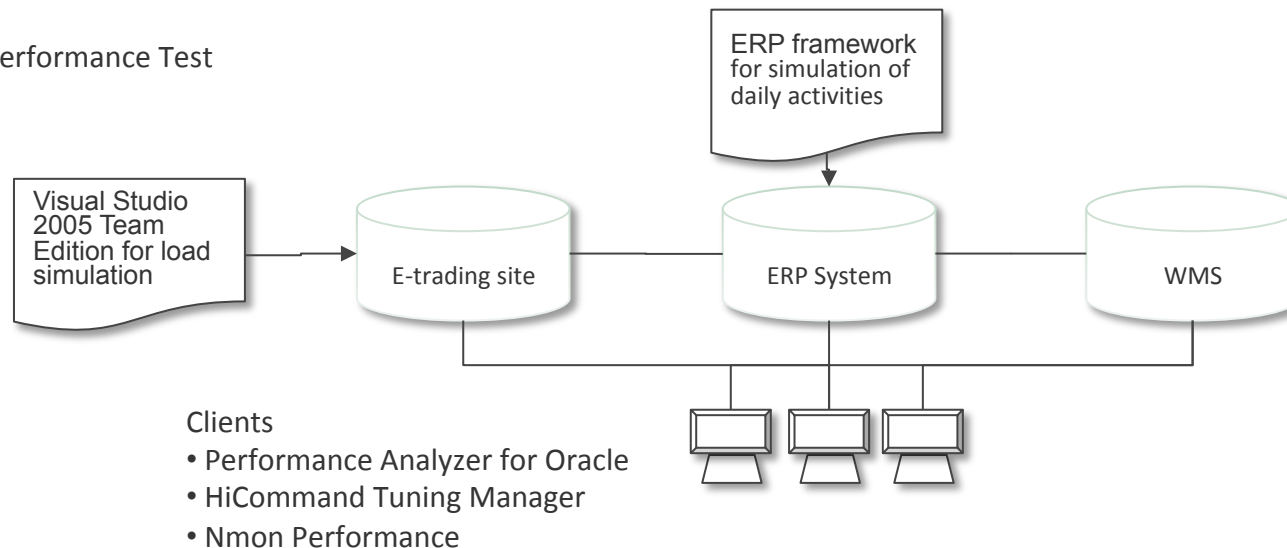 erformance Test
ERP framework
for simulation of
daily activities
Visual Studio
2005 Team
Edition for load
simulation
E-trading site
ERP System
WMS
Clients
• Performance Analyzer for Oracle
• HiCommand Tuning Manager
• Nmon Performance